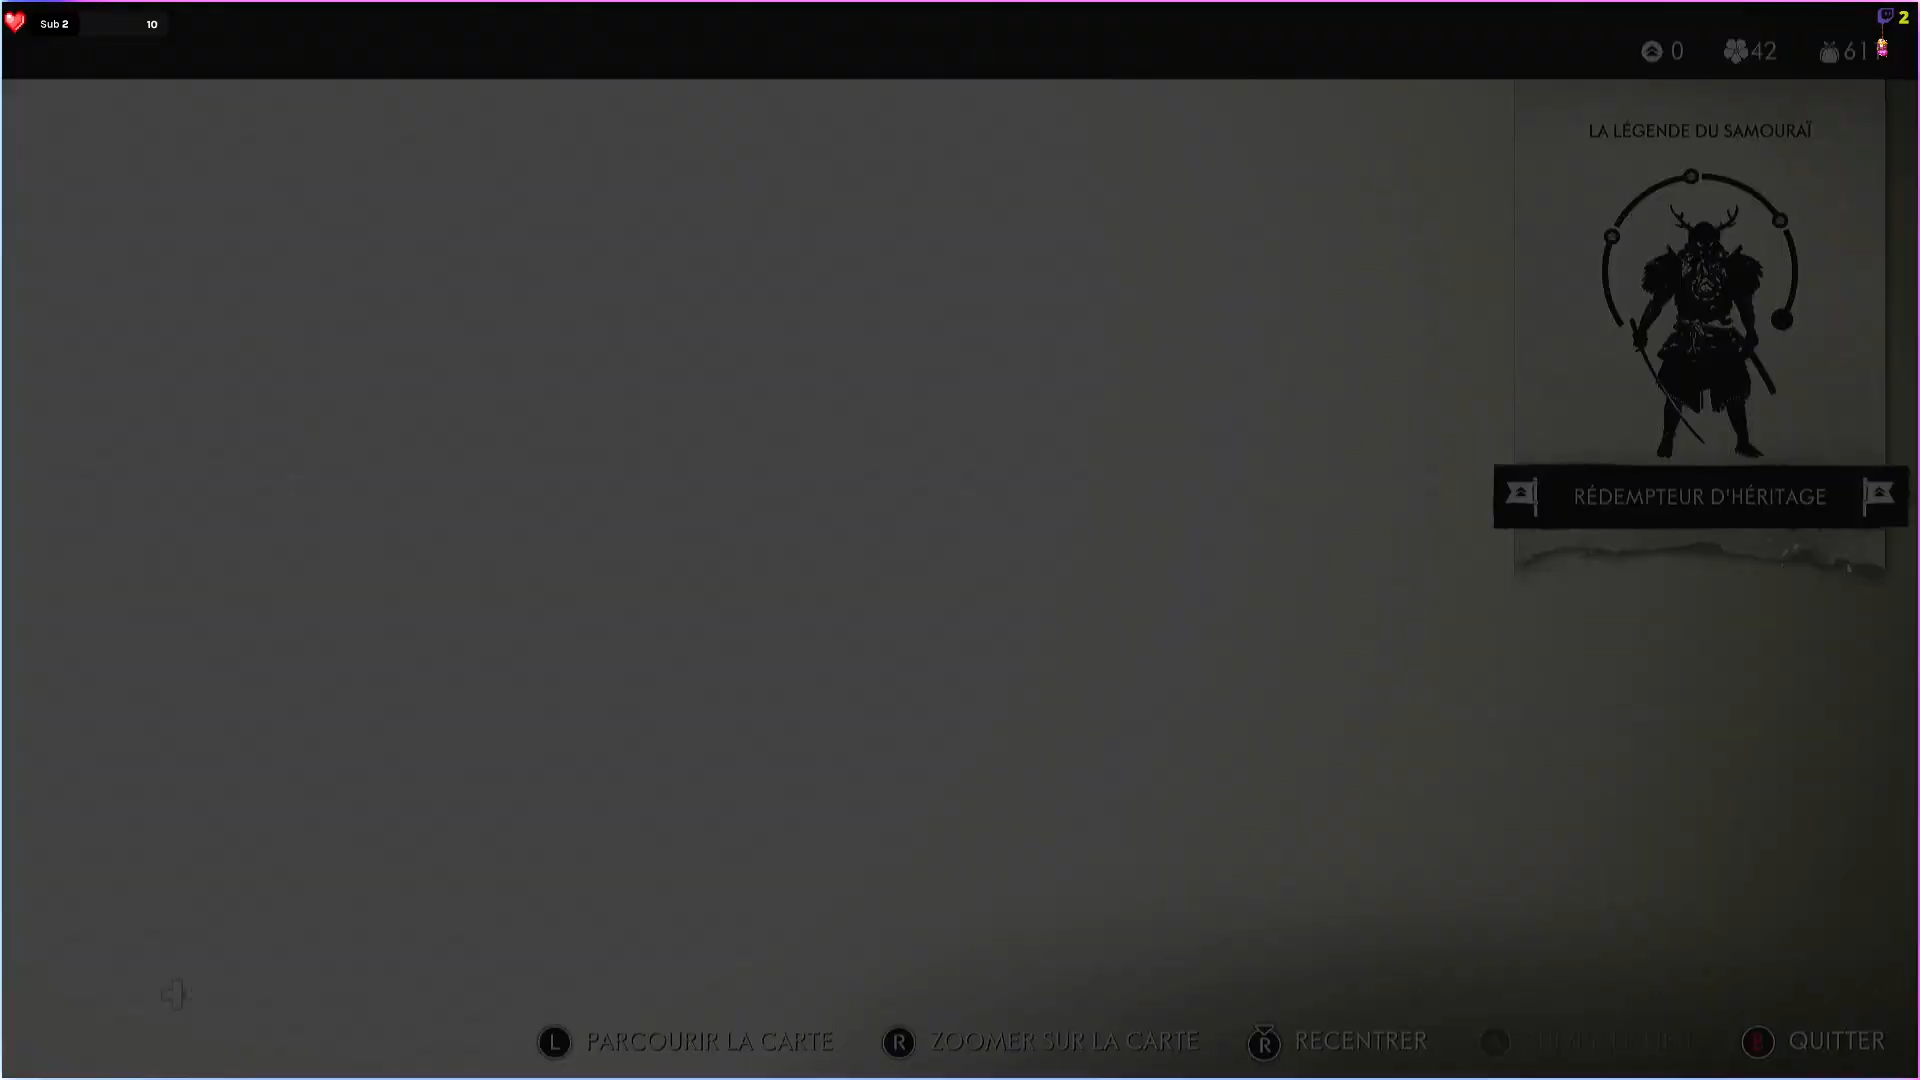 Sub 2 10
2
0 42
LA LÉGENDE DU SAMOURAÏ
RÉDEMPTEUR D'HÉRITAGE
L PARCOURIR LA CARTE R ZOOMER SUR LA CARTE R RECENTRER A B QUITTER